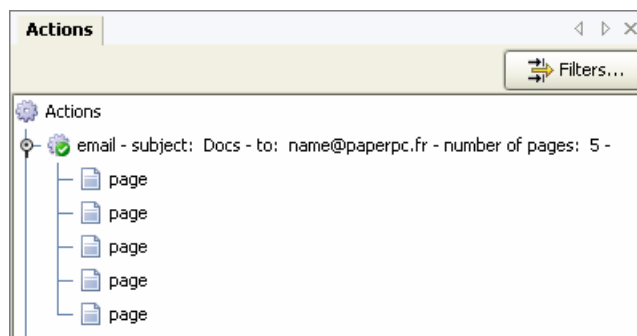 Actions
Filters...
Actions
email - subject: Docs - to: name@paperpc.fr - number of pages: 5 -
page
page
page
page
page